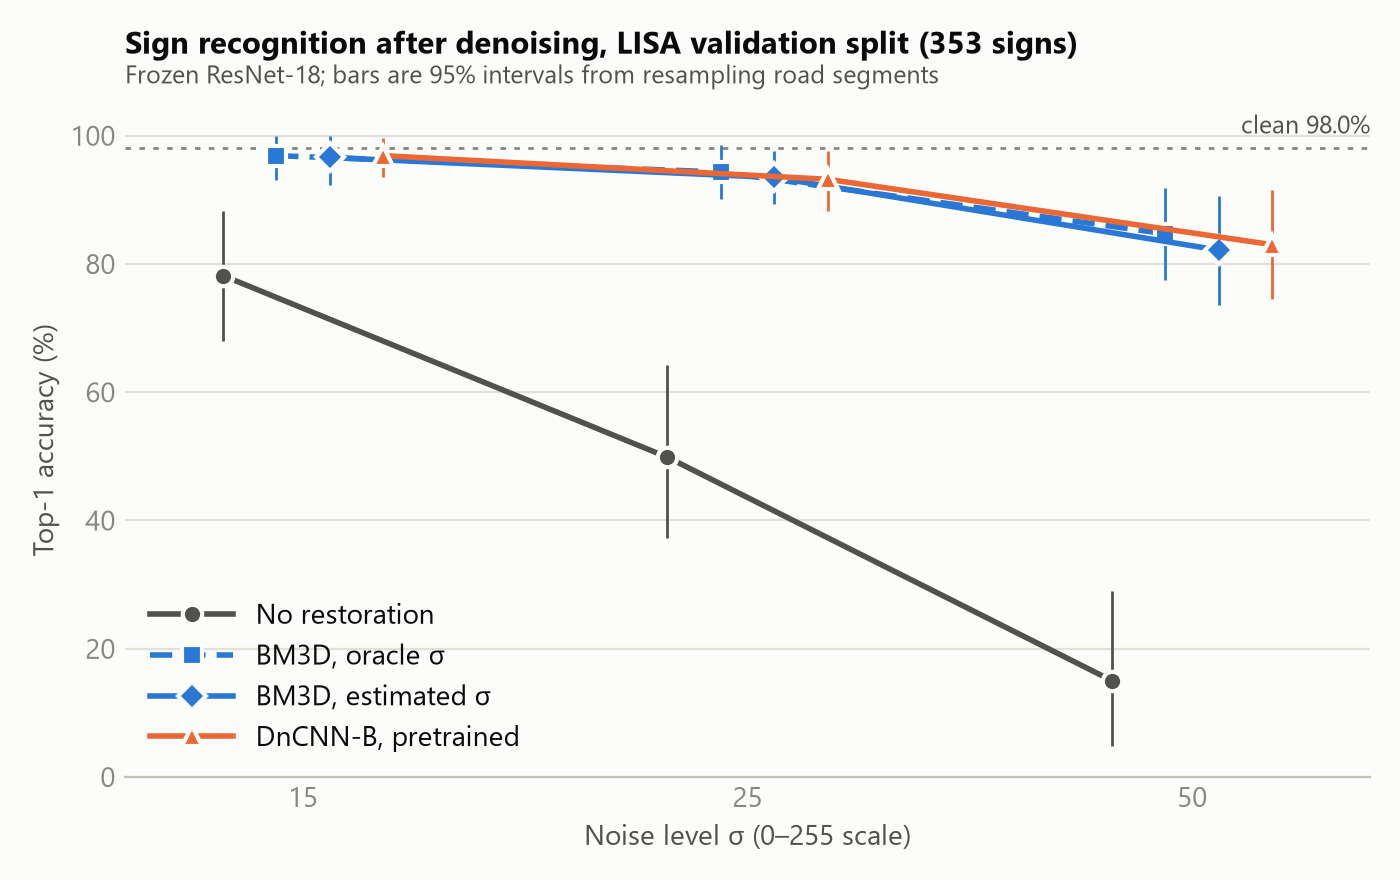 Sign recognition after denoising, LISA validation split (353 signs)
Frozen ResNet-18; bars are 95% intervals from resampling road segments
clean 98.0%
100
80
60
40
20
0
Top-1 accuracy (%)
No restoration
BM3D, oracle σ
BM3D, estimated σ
DnCNN-B, pretrained
15 25 50
Noise level σ (0–255 scale)